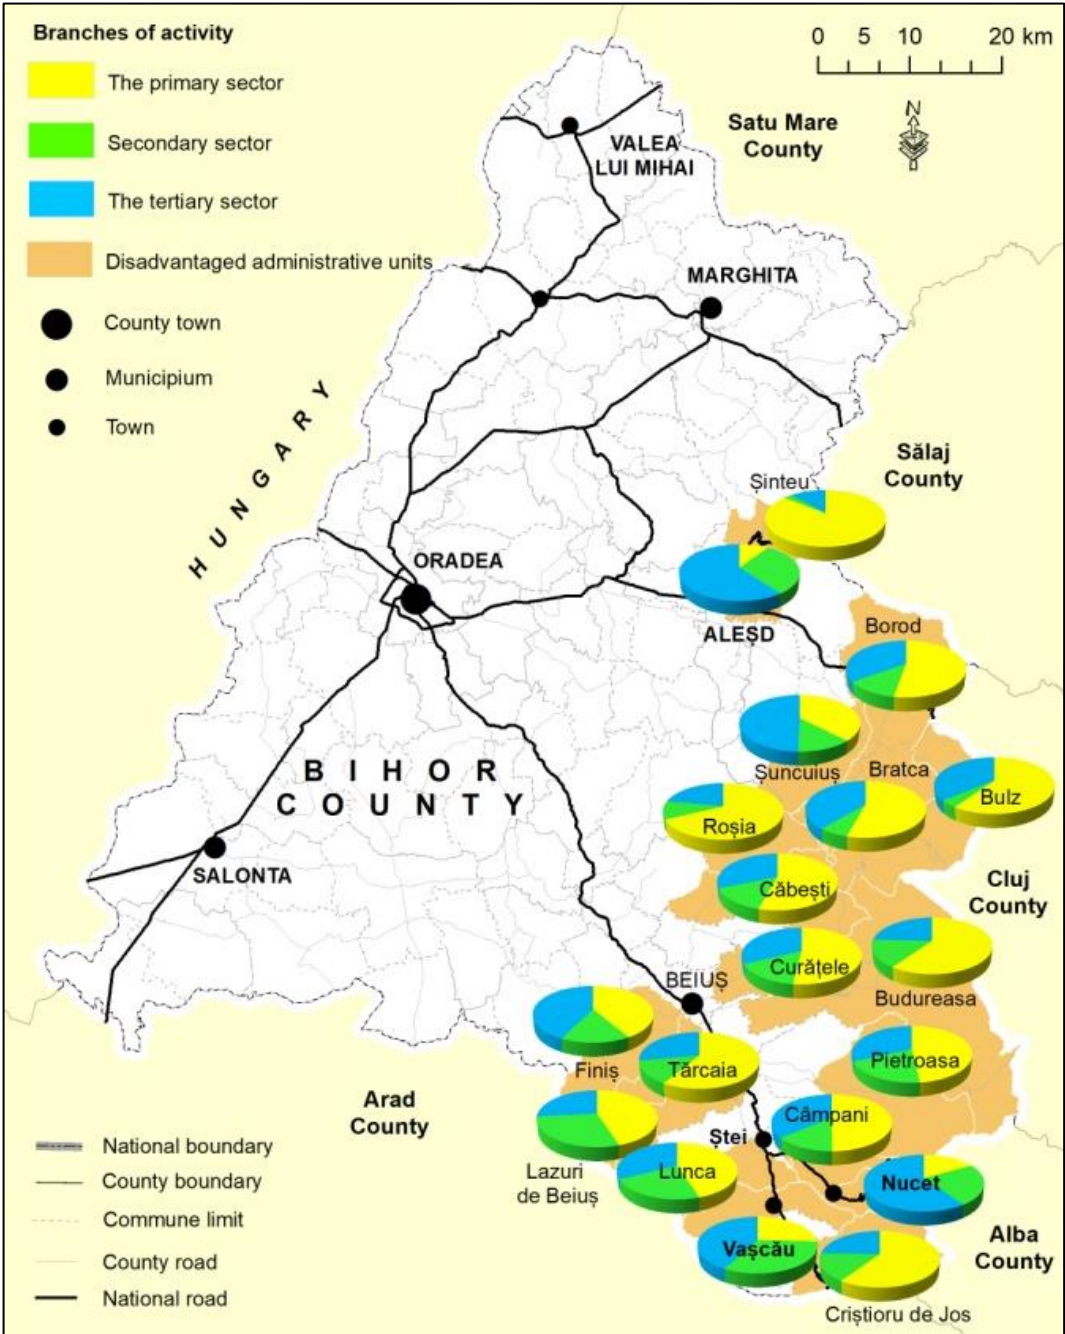 Branches of activity
The primary sector
Secondary sector
The tertiary sector
Disadvantaged administrative units
County town
Municipium
Town
0 5 10 20 km
N
Satu Mare
County
VALEA
LUI MIHAI
MARGHITA
HUNGARY
Sălaj
County
Șinteu
ORADEA
ALEȘD
Borod
BIHOR
COUNTY
Șuncuiuș
Bratca
Bulz
Roșia
SALONTA
Căbești
Cluj
County
Curățele
BEIUȘ
Budureasa
Finiș
Tărcaia
Pietroasa
Arad
County
Câmpani
Ștei
Lazuri
de Beiuș
Lunca
Nucet
Vașcău
Alba
County
Criștioru de Jos
National boundary
County boundary
Commune limit
County road
National road